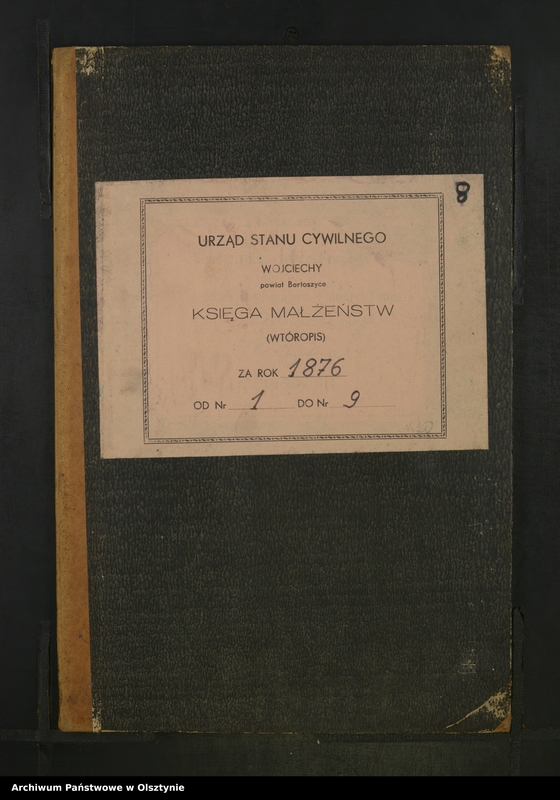 8
URZĄD STANU CYWILNEGO
WOJCIECHY
powiat Bartoszyce
KSIĘGA MAŁŻEŃSTW
(WTÓROPIS)
ZA ROK 1876
OD Nr 1 DO Nr 9
Archiwum Państwowe w Olsztynie